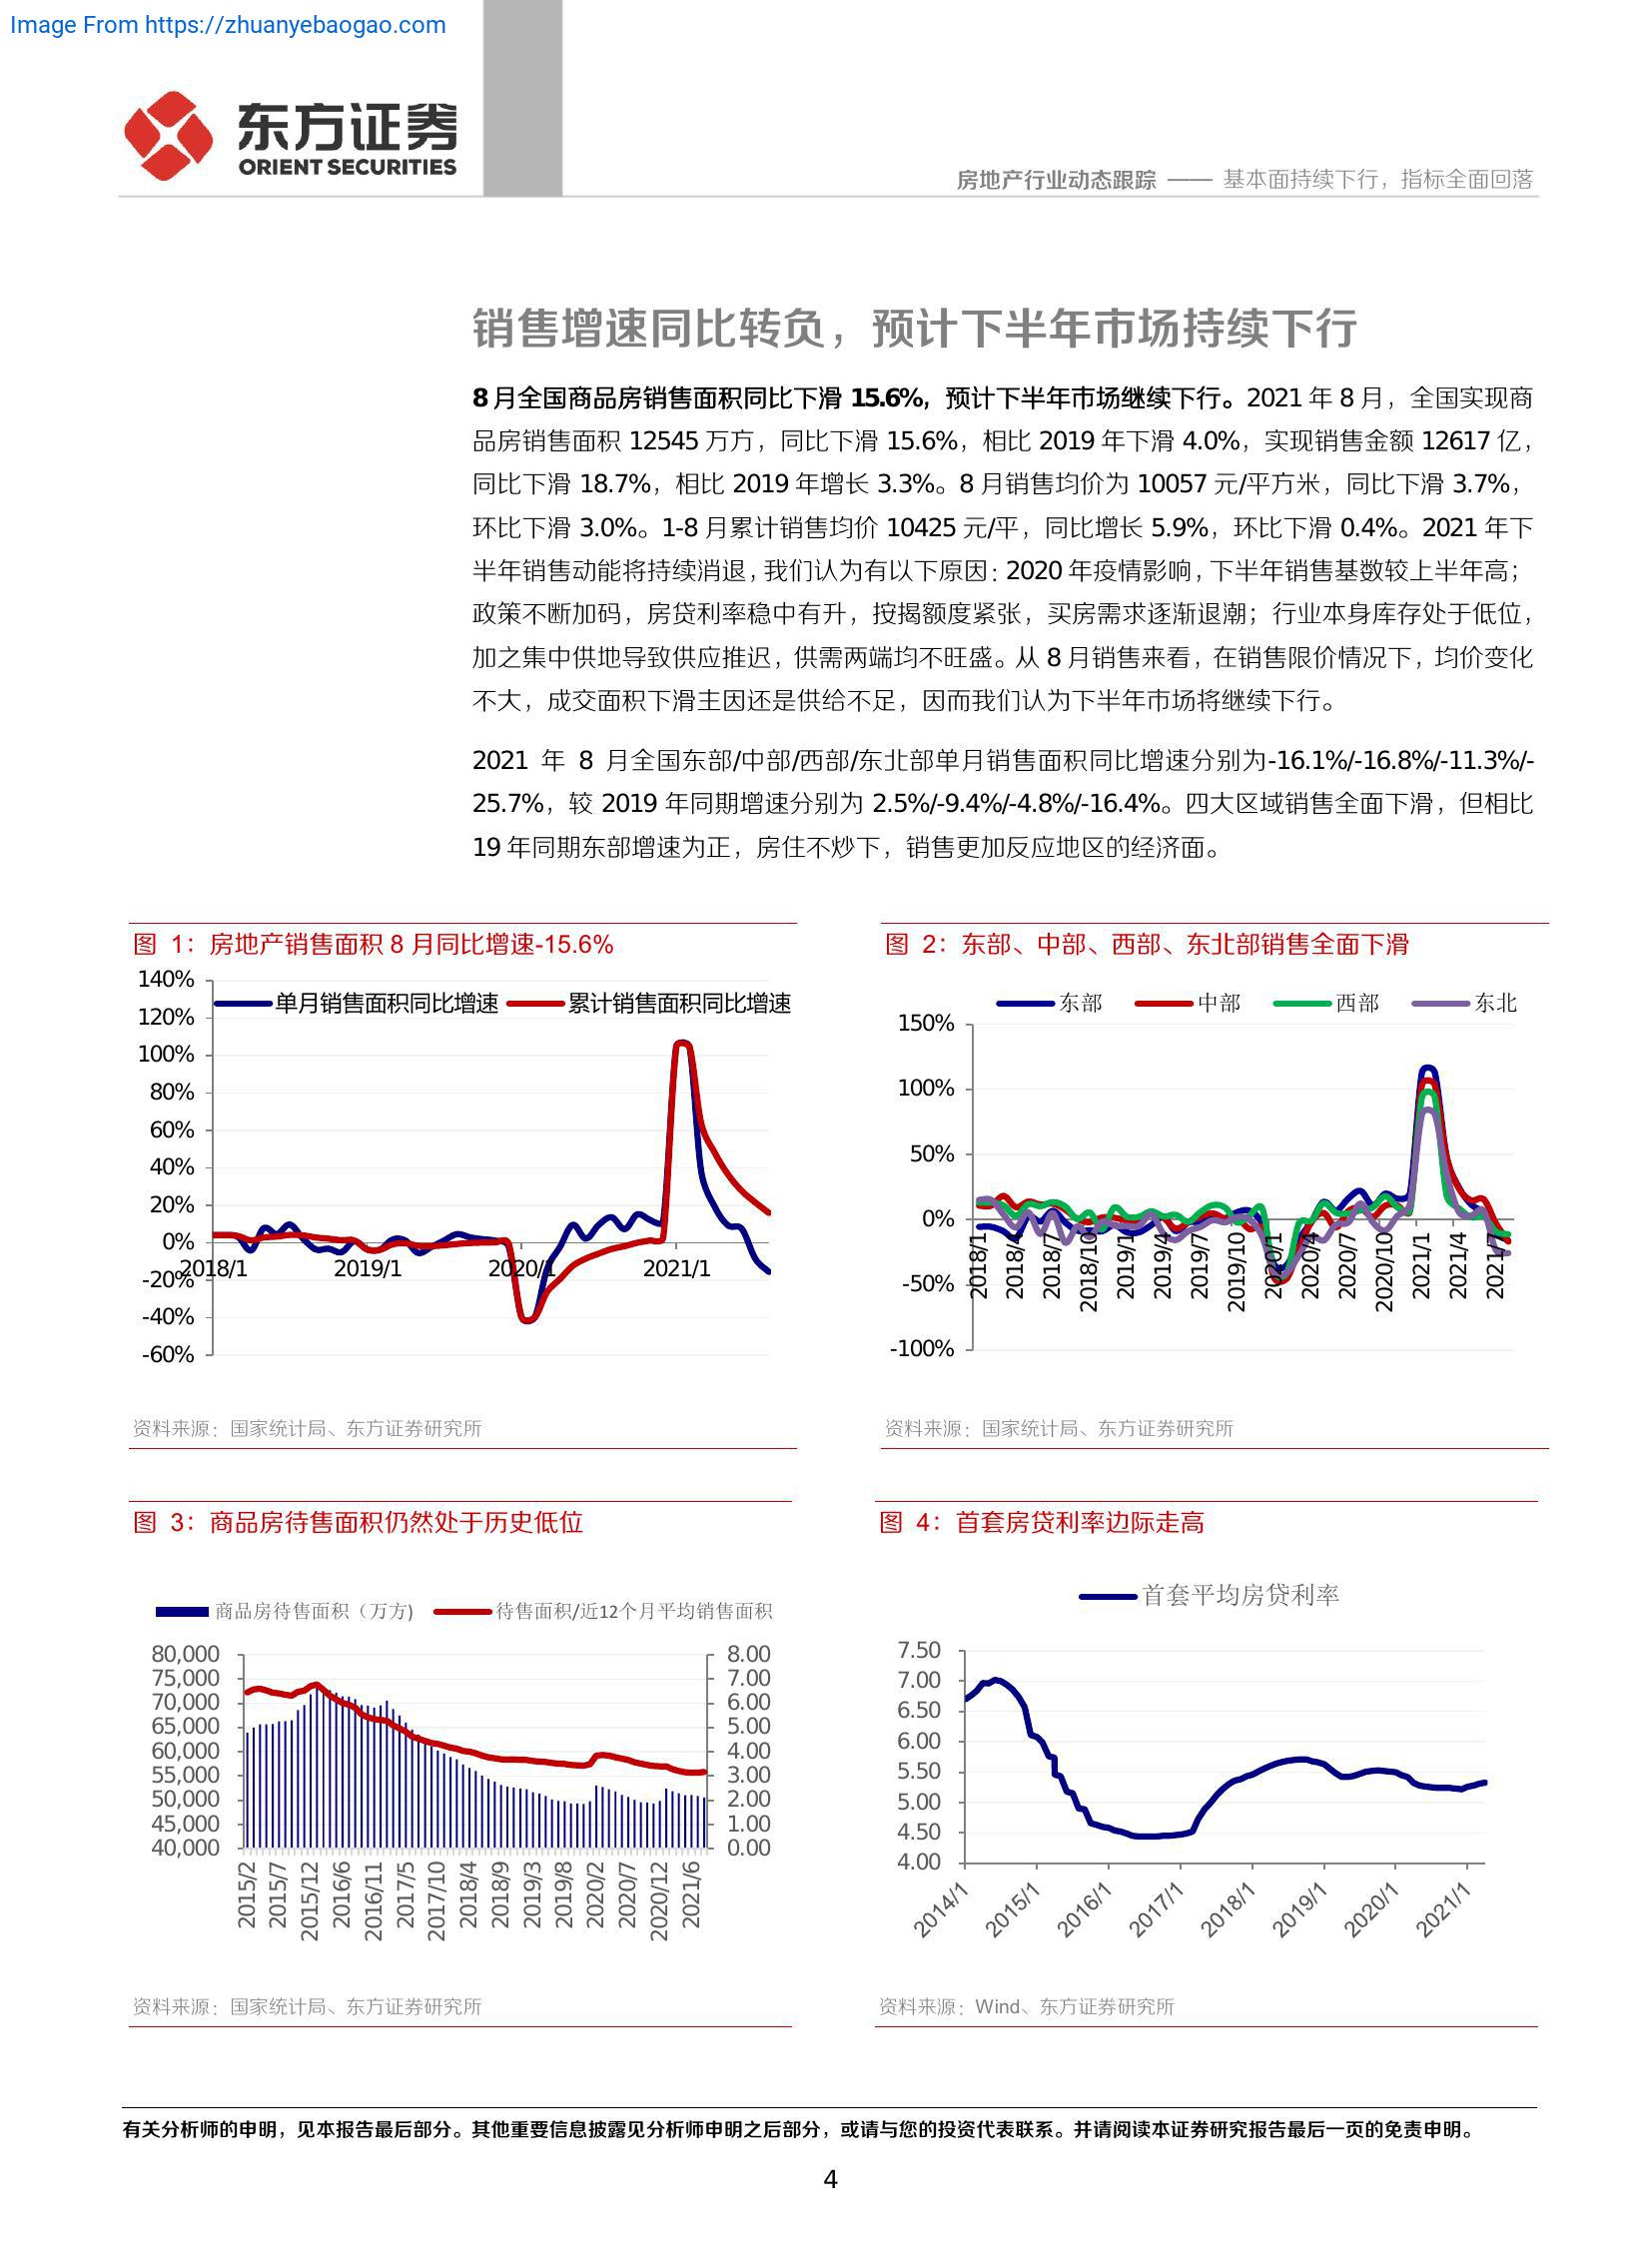 Image From https://zhuanyebaogao.com
东方证券
ORIENT SECURITIES
房地产行业动态跟踪 —— 基本面持续下行，指标全面回落
销售增速同比转负，预计下半年市场持续下行
8 月全国商品房销售面积同比下滑 15.6%，预计下半年市场继续下行。2021 年 8 月，全国实现商
品房销售面积 12545 万方，同比下滑 15.6%，相比 2019 年下滑 4.0%，实现销售金额 12617 亿，
同比下滑 18.7%，相比 2019 年增长 3.3%。8 月销售均价为 10057 元/平方米，同比下滑 3.7%，
环比下滑 3.0%。1-8 月累计销售均价 10425 元/平，同比增长 5.9%，环比下滑 0.4%。2021 年下
半年销售动能将持续消退，我们认为有以下原因：2020 年疫情影响，下半年销售基数较上半年高；
政策不断加码，房贷利率稳中有升，按揭额度紧张，买房需求逐渐退潮；行业本身库存处于低位，
加之集中供地导致供应推迟，供需两端均不旺盛。从 8 月销售来看，在销售限价情况下，均价变化
不大，成交面积下滑主因还是供给不足，因而我们认为下半年市场将继续下行。
2021 年 8 月全国东部/中部/西部/东北部单月销售面积同比增速分别为-16.1%/-16.8%/-11.3%/-
25.7%，较 2019 年同期增速分别为 2.5%/-9.4%/-4.8%/-16.4%。四大区域销售全面下滑，但相比
19 年同期东部增速为正，房住不炒下，销售更加反应地区的经济面。
图 1：房地产销售面积 8 月同比增速-15.6%
单月销售面积同比增速 累计销售面积同比增速
140%
120%
100%
80%
60%
40%
20%
0%
-20%
-40%
-60%
2018/1 2019/1 2020/1 2021/1
资料来源：国家统计局、东方证券研究所
图 2：东部、中部、西部、东北部销售全面下滑
东部 中部 西部 东北
150%
100%
50%
0%
-50%
-100%
2018/1 2018/4 2018/7 2018/10 2019/1 2019/4 2019/7 2019/10 2020/1 2020/4 2020/7 2020/10 2021/1 2021/4 2021/7
资料来源：国家统计局、东方证券研究所
图 3：商品房待售面积仍然处于历史低位
商品房待售面积（万方) 待售面积/近12个月平均销售面积
80,000 8.00
75,000 7.00
70,000 6.00
65,000 5.00
60,000 4.00
55,000 3.00
50,000 2.00
45,000 1.00
40,000 0.00
2015/2 2015/7 2015/12 2016/6 2016/11 2017/5 2017/10 2018/4 2018/9 2019/3 2019/8 2020/2 2020/7 2020/12 2021/6
资料来源：国家统计局、东方证券研究所
图 4：首套房贷利率边际走高
首套平均房贷利率
7.50
7.00
6.50
6.00
5.50
5.00
4.50
4.00
2014/1 2015/1 2016/1 2017/1 2018/1 2019/1 2020/1 2021/1
资料来源：Wind、东方证券研究所
有关分析师的申明，见本报告最后部分。其他重要信息披露见分析师申明之后部分，或请与您的投资代表联系。并请阅读本证券研究报告最后一页的免责申明。
4